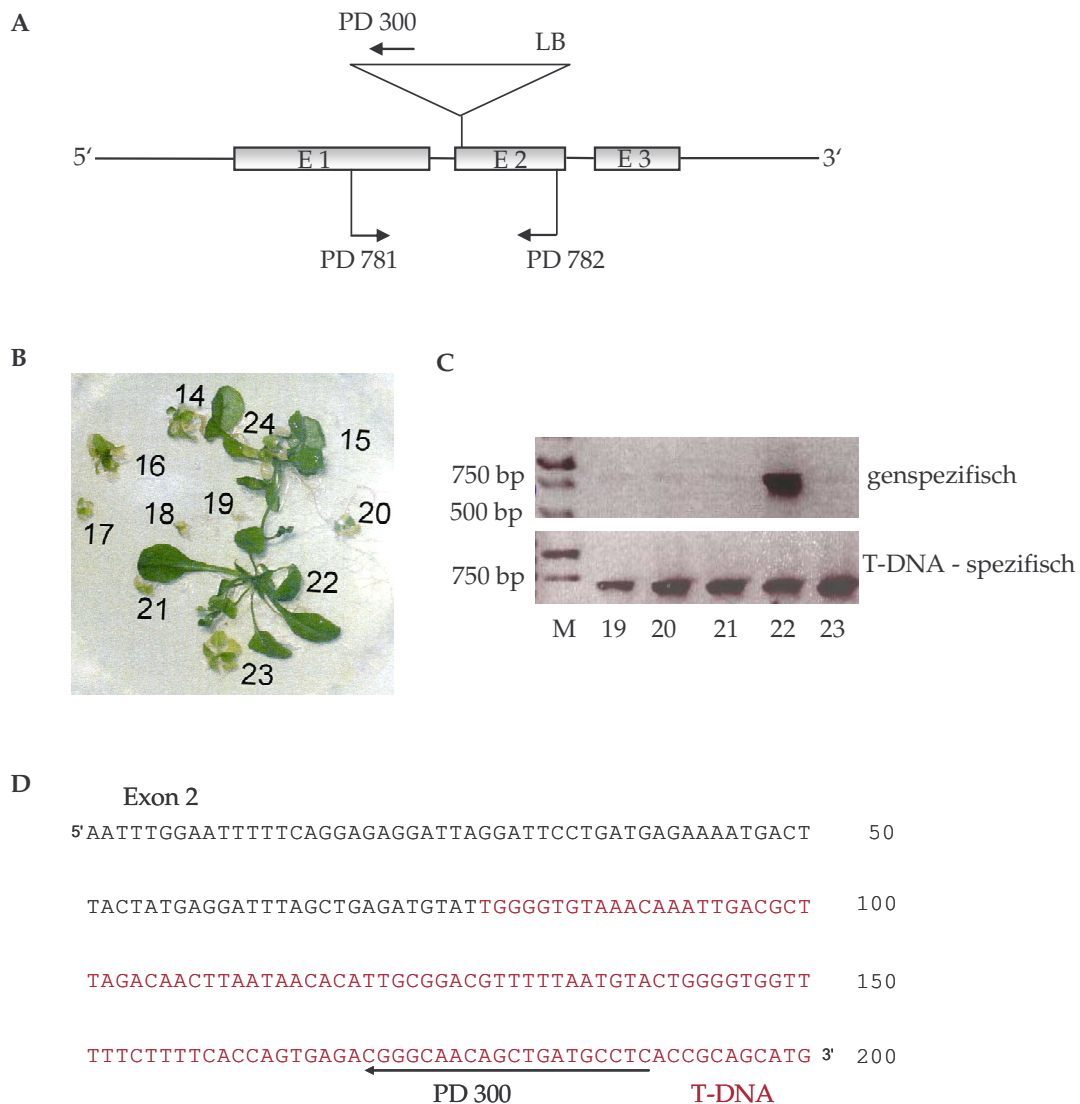 A
PD 300
LB
5‘ E 1 E 2 E 3 3‘
PD 781 PD 782
B
14
24
15
16
19
20
17
18
22
21
23
C
750 bp
500 bp
genspezifisch
750 bp
T-DNA - spezifisch
M 19 20 21 22 23
D
Exon 2
5' AATTTGGAATTTTTCAGGAGAGGATTAGGATTCCTGATGAGAAAATGACT 50
TACTATGAGGATTTAGCTGAGATGTATTGGGGTGTAAACAAATTGACGCT 100
TAGACAACTTAATAACACATTGCGGACGTTTTTAATGTACTGGGGTGGTT 150
TTTCTTTTCACCAGTGAGACGGGCAACAGCTGATGCCTCACCGCAGCATG 3' 200
PD 300 T-DNA